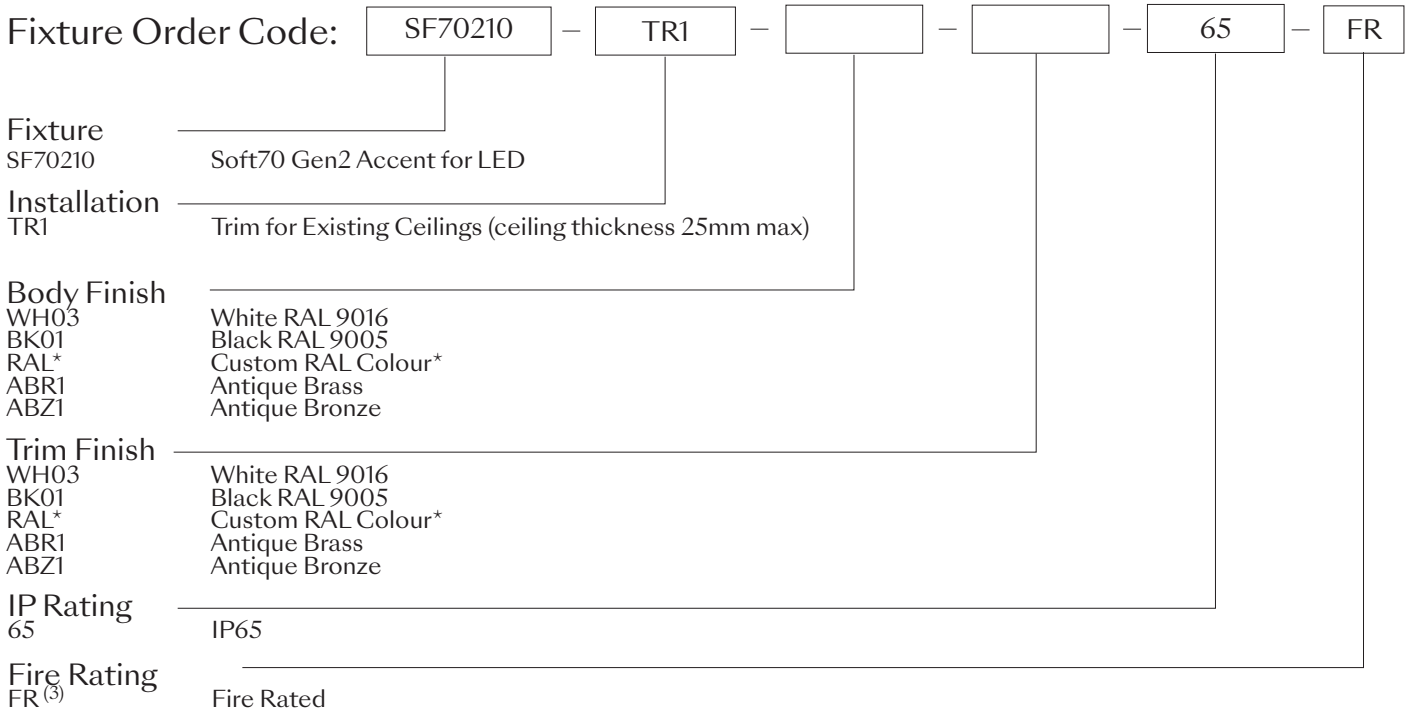 Fixture Order Code: SF70210 – TR1 – – – 65 – FR
Fixture
SF70210 Soft70 Gen2 Accent for LED
Installation
TR1 Trim for Existing Ceilings (ceiling thickness 25mm max)
Body Finish
WH03 White RAL 9016
BK01 Black RAL 9005
RAL* Custom RAL Colour*
ABR1 Antique Brass
ABZ1 Antique Bronze
Trim Finish
WH03 White RAL 9016
BK01 Black RAL 9005
RAL* Custom RAL Colour*
ABR1 Antique Brass
ABZ1 Antique Bronze
IP Rating
65 IP65
Fire Rating
FR (3) Fire Rated